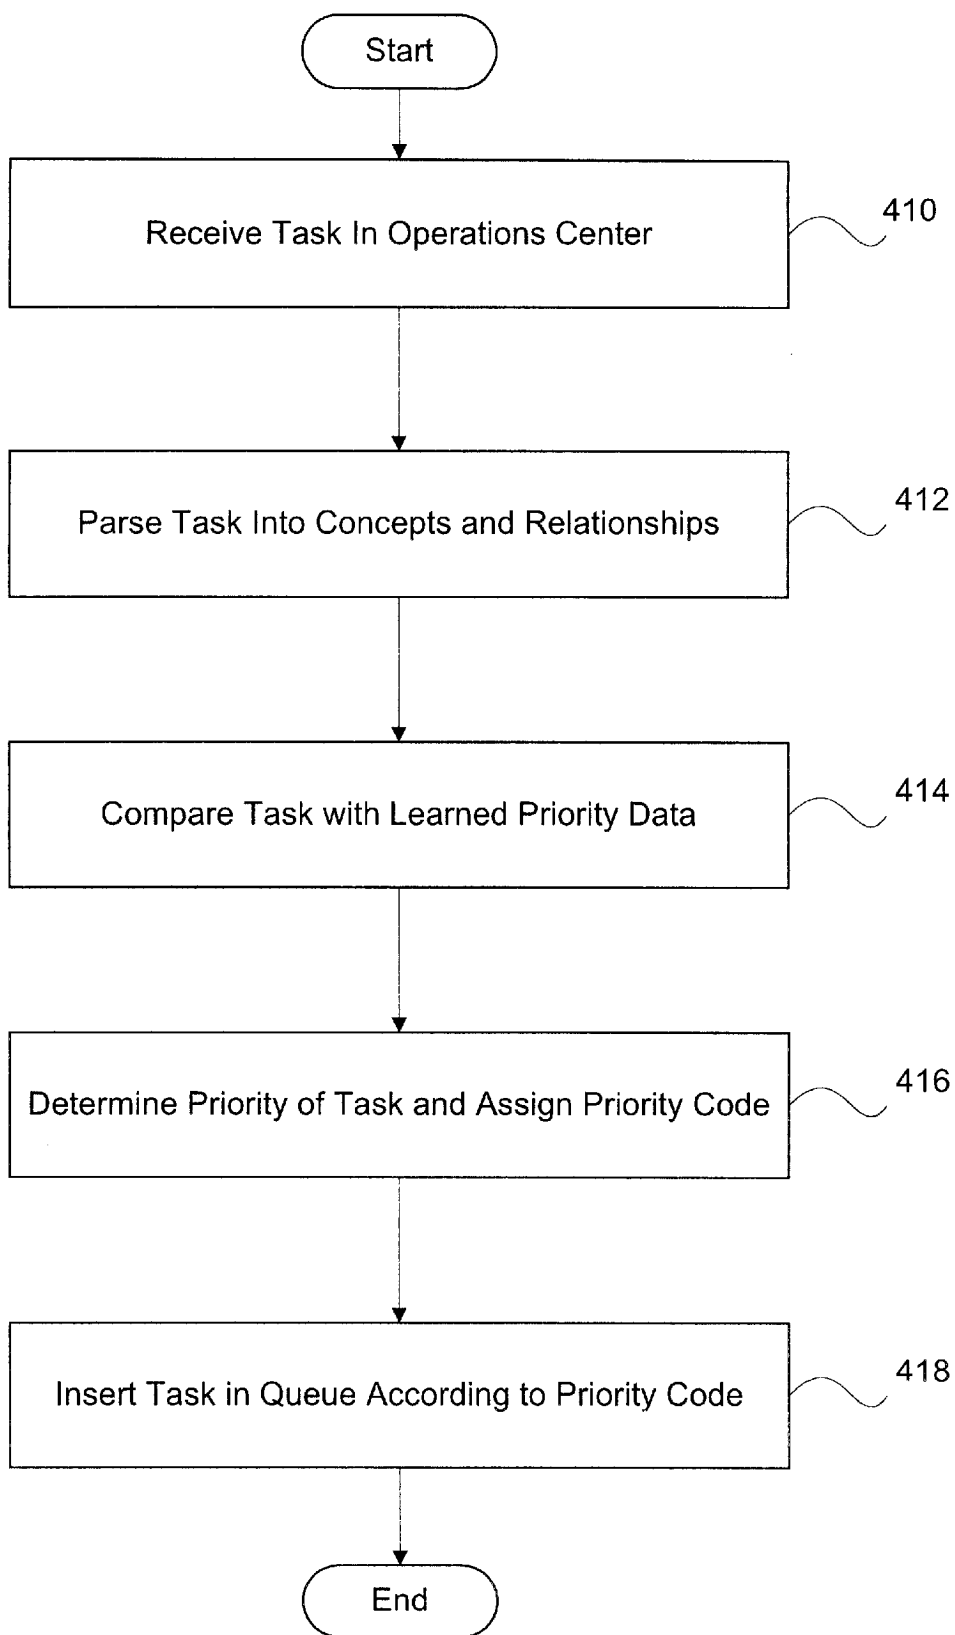 Start
Receive Task In Operations Center
410
Parse Task Into Concepts and Relationships
412
Compare Task with Learned Priority Data
414
Determine Priority of Task and Assign Priority Code
416
Insert Task in Queue According to Priority Code
418
End